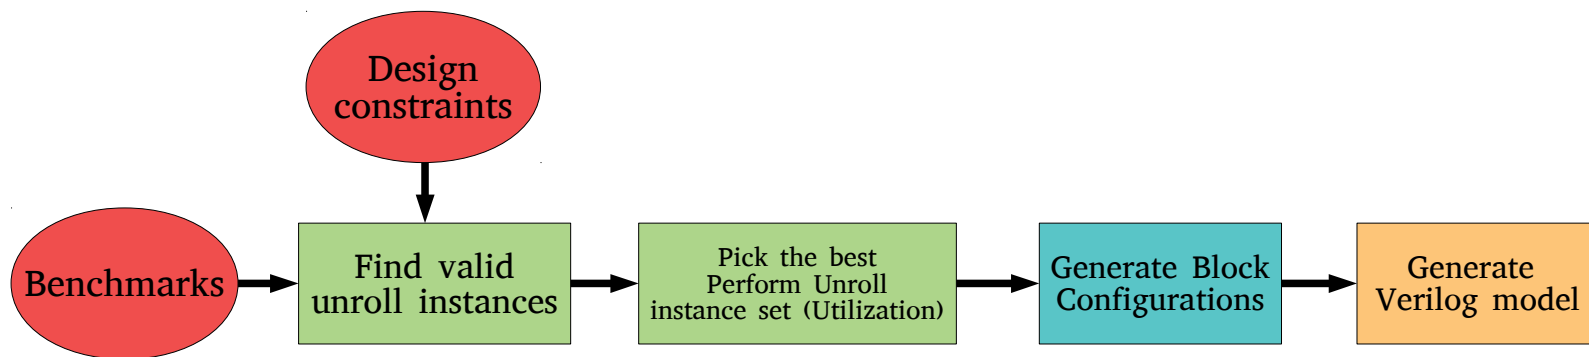 Design
constraints
Benchmarks
Find valid
unroll instances
Pick the best
Perform Unroll
instance set (Utilization)
Generate Block
Configurations
Generate
Verilog model